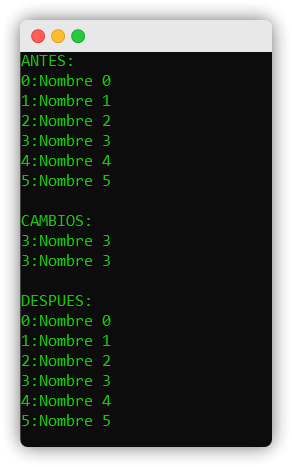 ANTES:
0:Nombre 0
1:Nombre 1
2:Nombre 2
3:Nombre 3
4:Nombre 4
5:Nombre 5
CAMBIOS:
3:Nombre 3
3:Nombre 3
DESPUES:
0:Nombre 0
1:Nombre 1
2:Nombre 2
3:Nombre 3
4:Nombre 4
5:Nombre 5